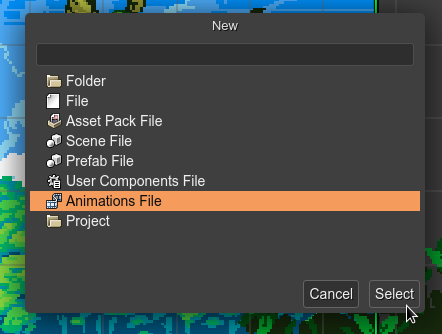 New
Folder
File
Asset Pack File
Scene File
Prefab File
User Components File
Animations File
Project
Cancel Select